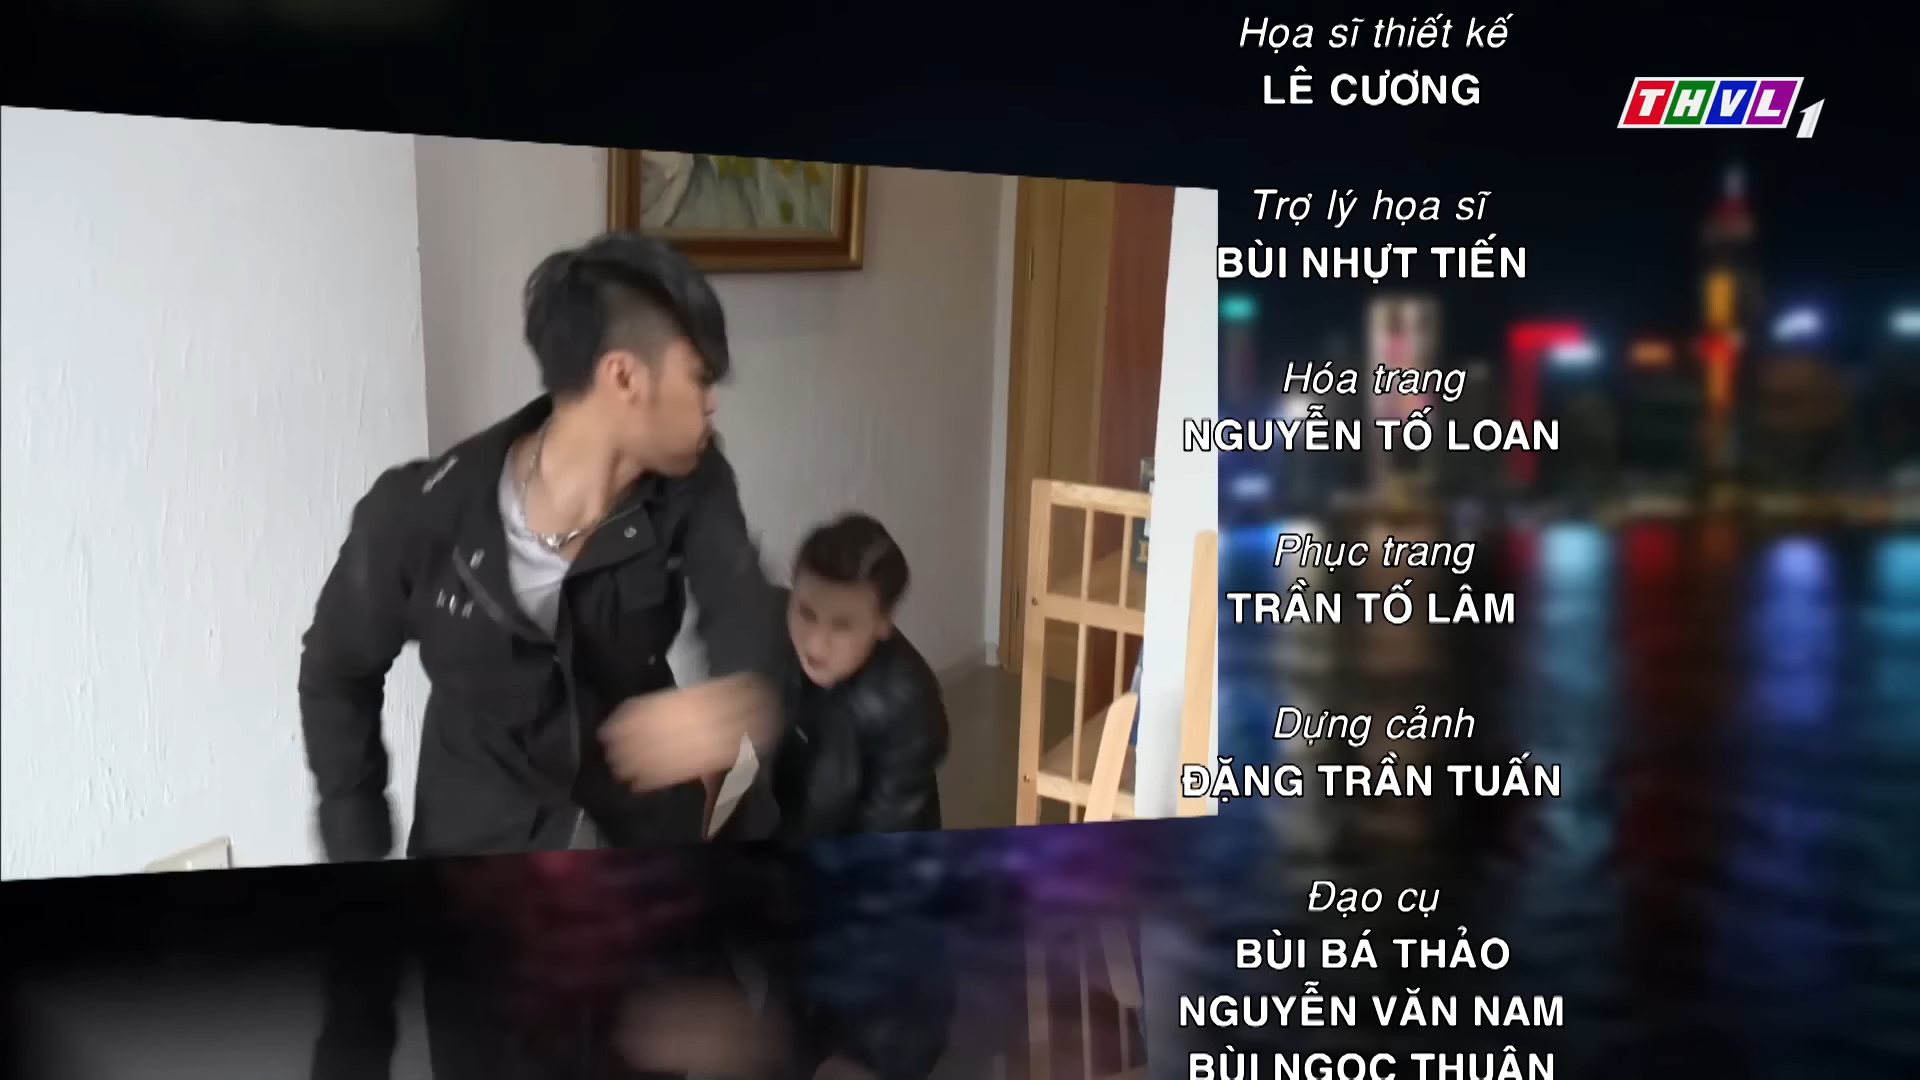 Họa sĩ thiết kế
LÊ CƯƠNG
THVL1
Trợ lý họa sĩ
BÙI NHỰT TIẾN
Hóa trang
NGUYỄN TỐ LOAN
Phục trang
TRẦN TỐ LÂM
Dựng cảnh
ĐẶNG TRẦN TUẤN
Đạo cụ
BÙI BÁ THẢO
NGUYỄN VĂN NAM
BÙI NGỌC THUẬN